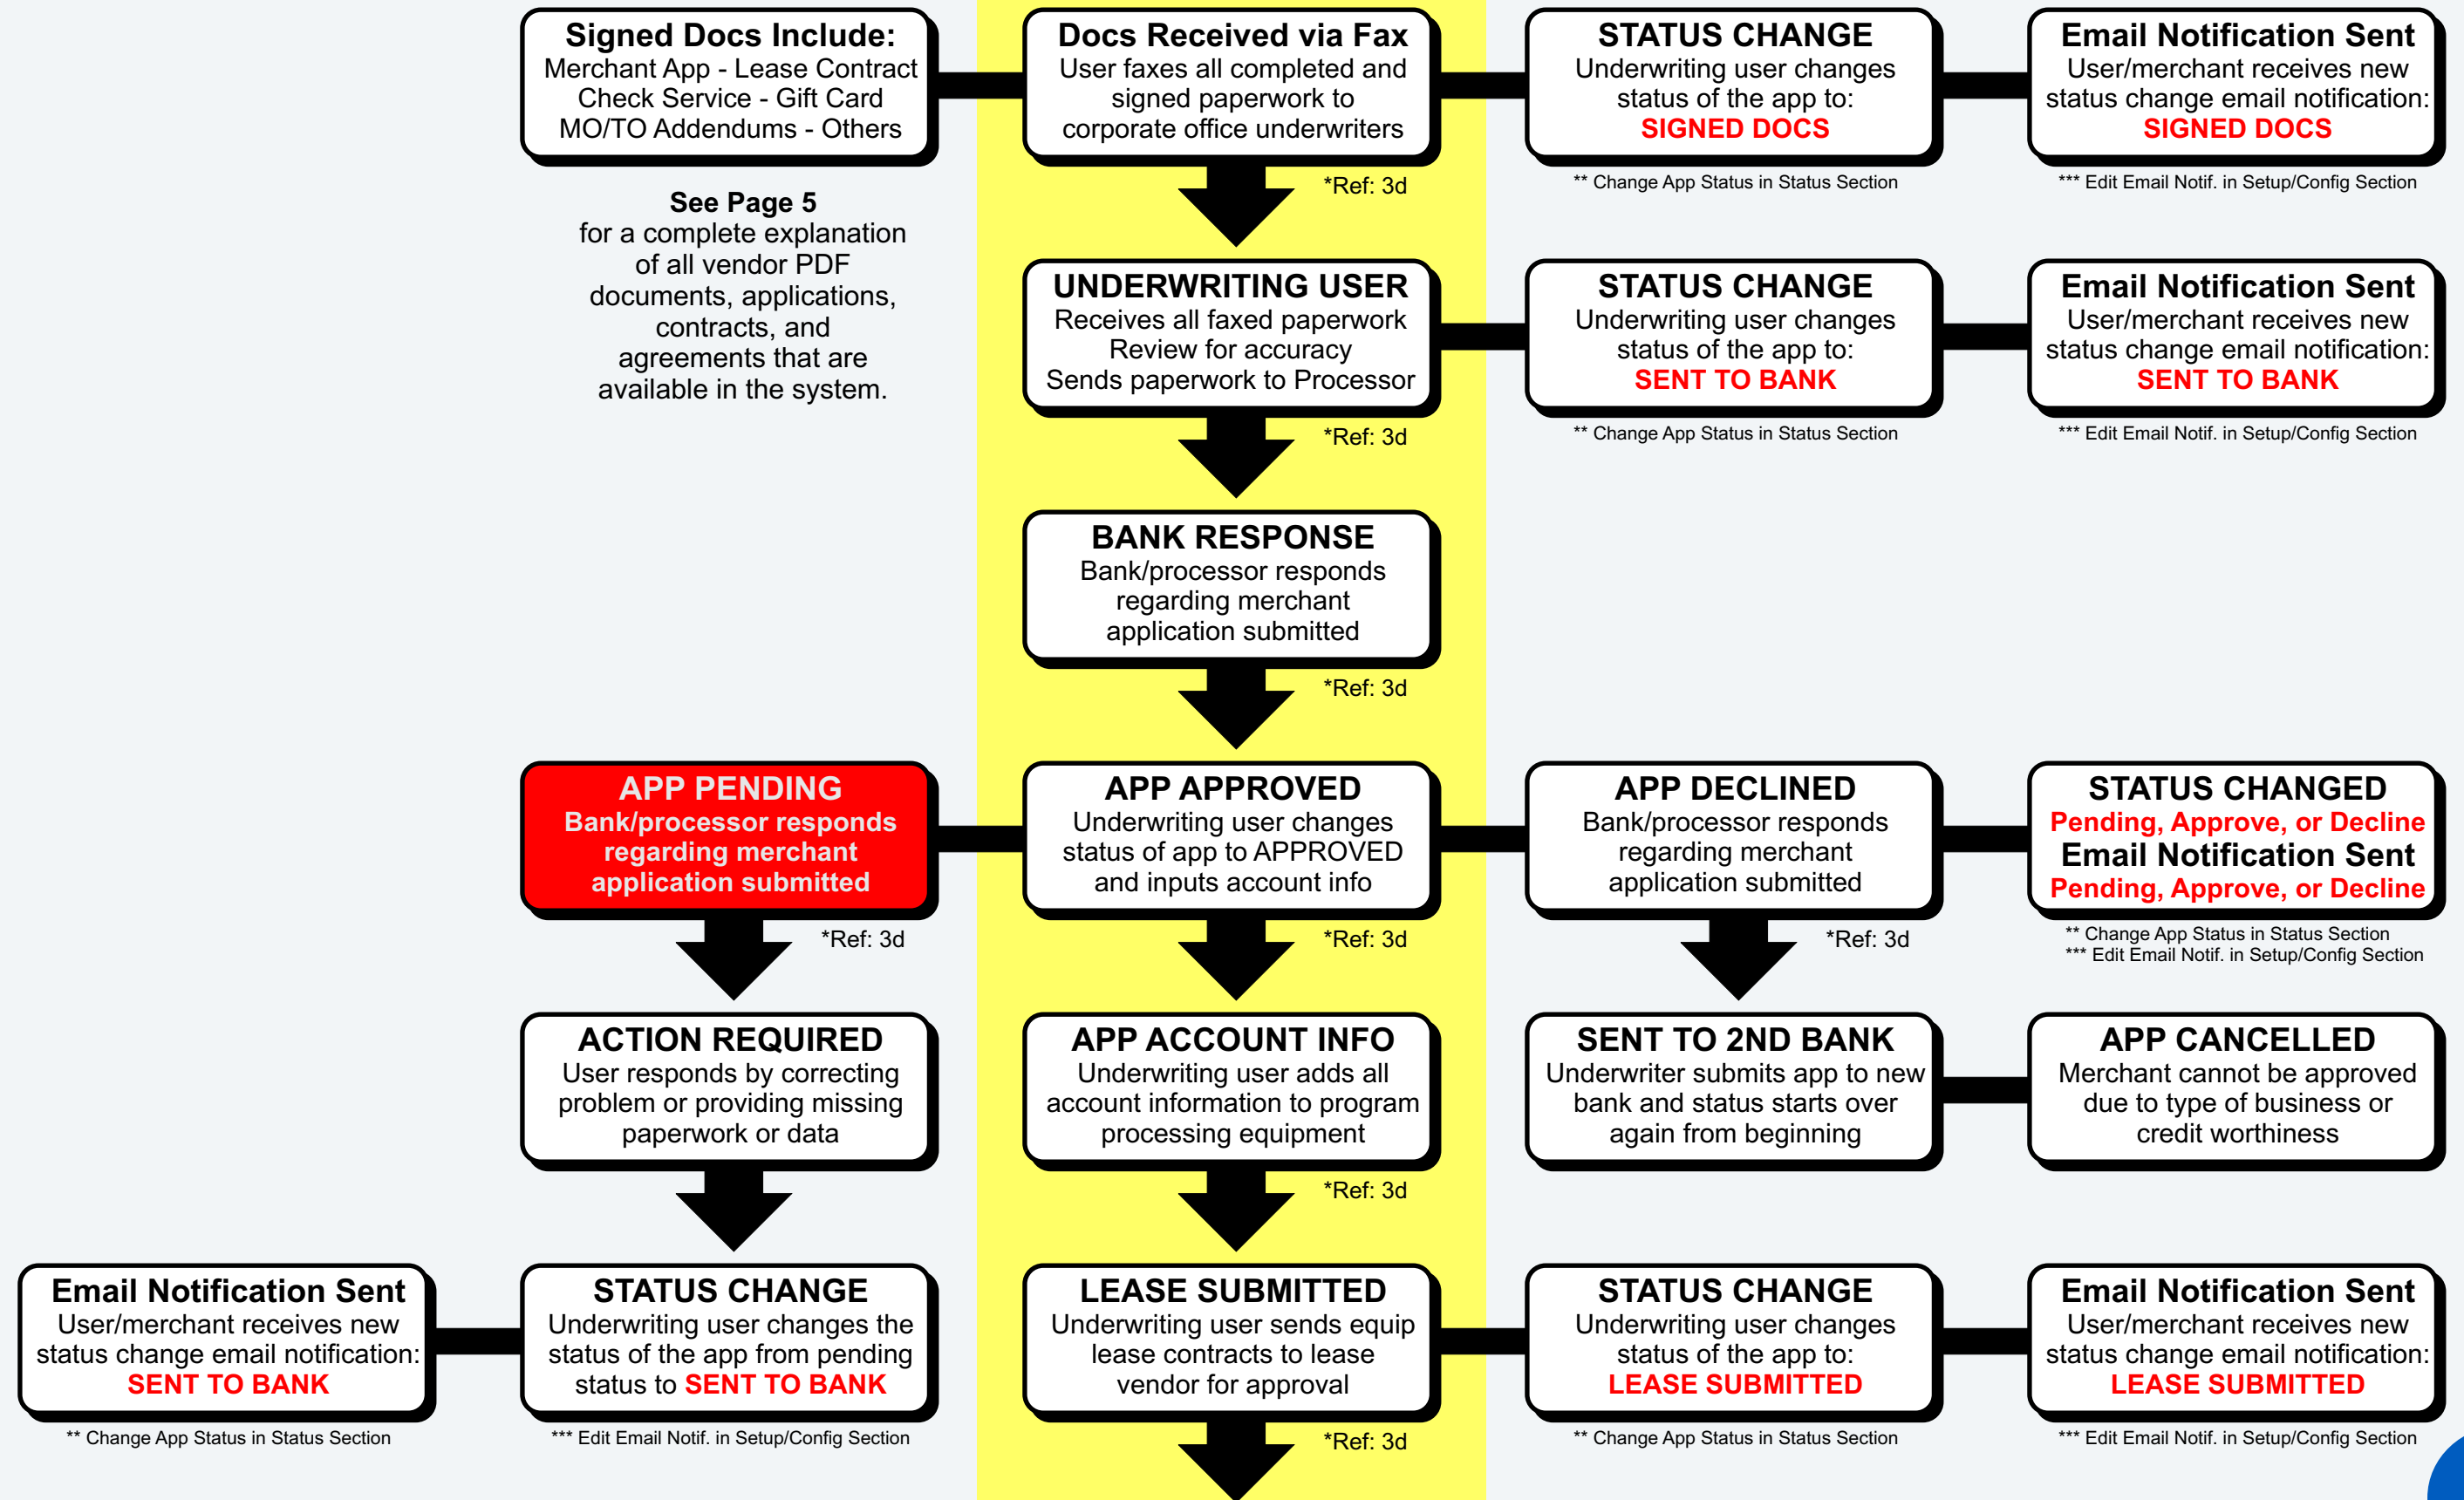 Signed Docs Include:
Merchant App - Lease Contract
Check Service - Gift Card
MO/TO Addendums - Others
See Page 5
for a complete explanation
of all vendor PDF
documents, applications,
contracts, and
agreements that are
available in the system.
Docs Received via Fax
User faxes all completed and
signed paperwork to
corporate office underwriters
*Ref: 3d
STATUS CHANGE
Underwriting user changes
status of the app to:
SIGNED DOCS
** Change App Status in Status Section
Email Notification Sent
User/merchant receives new
status change email notification:
SIGNED DOCS
*** Edit Email Notif. in Setup/Config Section
UNDERWRITING USER
Receives all faxed paperwork
Review for accuracy
Sends paperwork to Processor
*Ref: 3d
STATUS CHANGE
Underwriting user changes
status of the app to:
SENT TO BANK
** Change App Status in Status Section
Email Notification Sent
User/merchant receives new
status change email notification:
SENT TO BANK
*** Edit Email Notif. in Setup/Config Section
BANK RESPONSE
Bank/processor responds
regarding merchant
application submitted
*Ref: 3d
APP PENDING
Bank/processor responds
regarding merchant
application submitted
*Ref: 3d
APP APPROVED
Underwriting user changes
status of app to APPROVED
and inputs account info
*Ref: 3d
APP DECLINED
Bank/processor responds
regarding merchant
application submitted
*Ref: 3d
STATUS CHANGED
Pending, Approve, or Decline
Email Notification Sent
Pending, Approve, or Decline
** Change App Status in Status Section
*** Edit Email Notif. in Setup/Config Section
ACTION REQUIRED
User responds by correcting
problem or providing missing
paperwork or data
APP ACCOUNT INFO
Underwriting user adds all
account information to program
processing equipment
*Ref: 3d
SENT TO 2ND BANK
Underwriter submits app to new
bank and status starts over
again from beginning
APP CANCELLED
Merchant cannot be approved
due to type of business or
credit worthiness
Email Notification Sent
User/merchant receives new
status change email notification:
SENT TO BANK
** Change App Status in Status Section
STATUS CHANGE
Underwriting user changes the
status of the app from pending
status to SENT TO BANK
*** Edit Email Notif. in Setup/Config Section
LEASE SUBMITTED
Underwriting user sends equip
lease contracts to lease
vendor for approval
*Ref: 3d
STATUS CHANGE
Underwriting user changes
status of the app to:
LEASE SUBMITTED
** Change App Status in Status Section
Email Notification Sent
User/merchant receives new
status change email notification:
LEASE SUBMITTED
*** Edit Email Notif. in Setup/Config Section